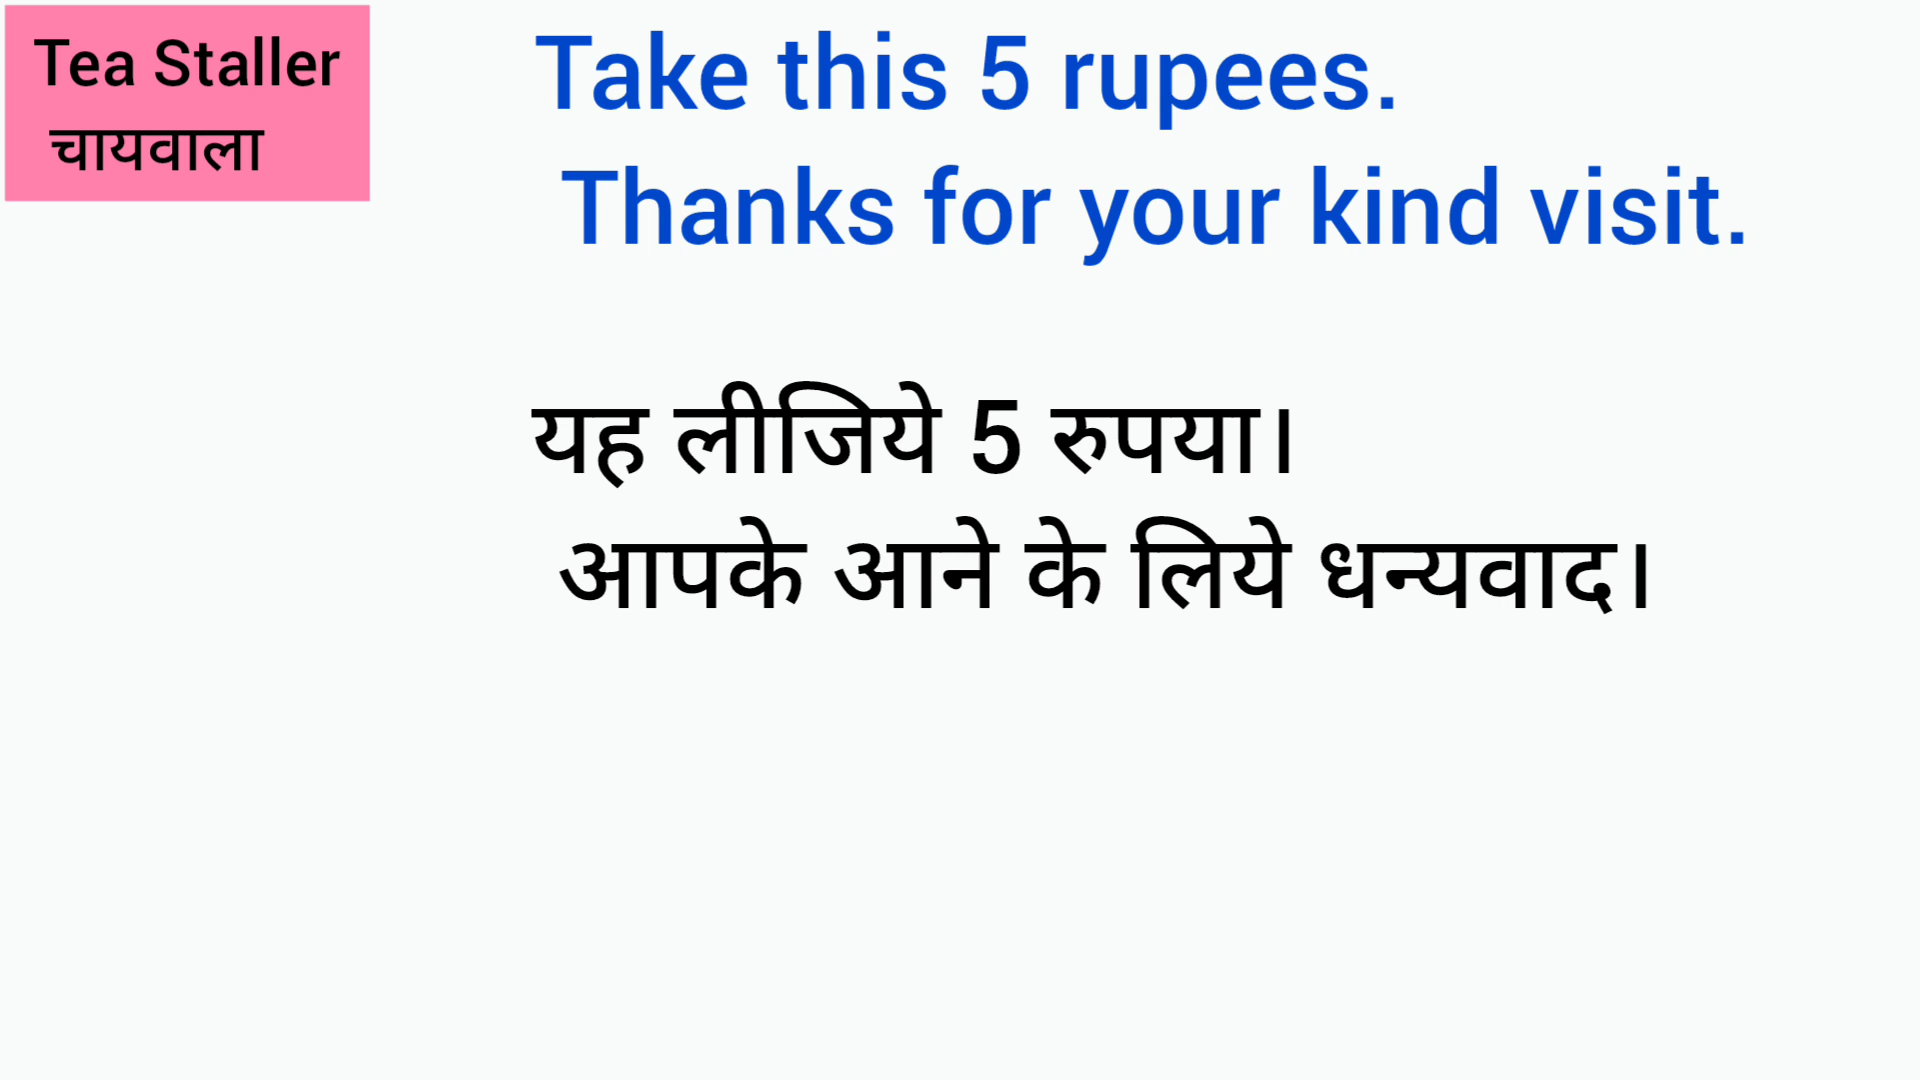 Tea Staller
चायवाला
Take this 5 rupees.
Thanks for your kind visit.
यह लीजिये 5 रुपया।
आपके आने के लिये धन्यवाद।